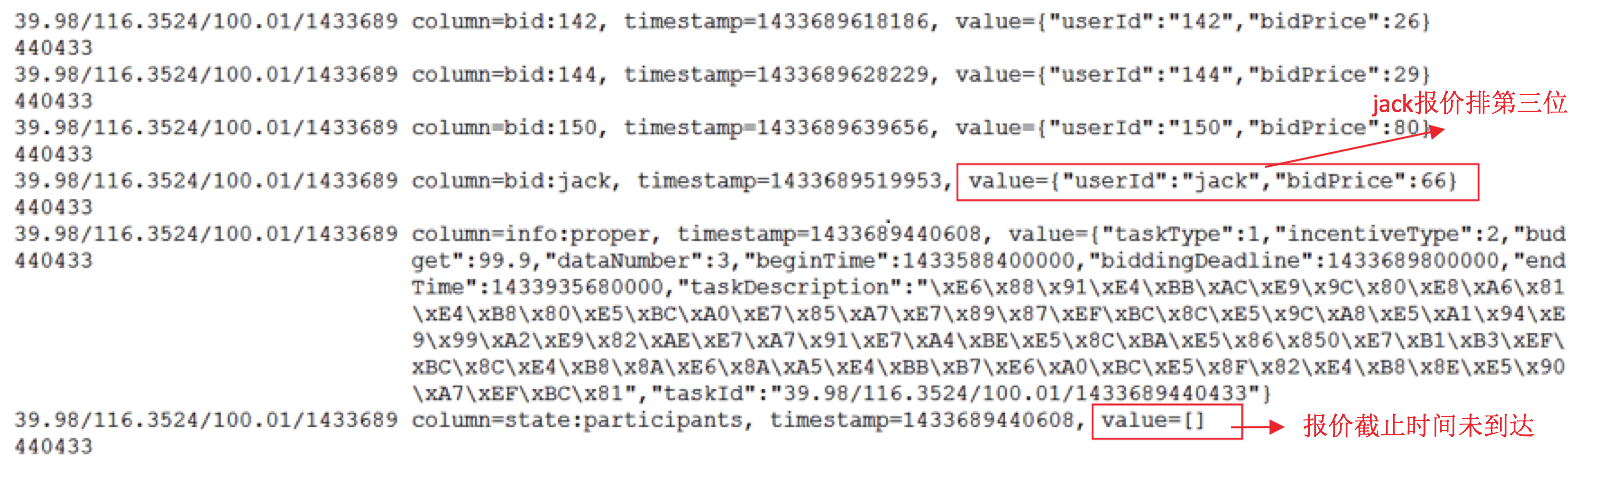 39.98/116.3524/100.01/1433689 column=bid:142, timestamp=1433689618186, value={"userId":"142","bidPrice":26}
440433
39.98/116.3524/100.01/1433689 column=bid:144, timestamp=1433689628229, value={"userId":"144","bidPrice":29}
440433
jack报价排第三位
39.98/116.3524/100.01/1433689 column=bid:150, timestamp=1433689639656, value={"userId":"150","bidPrice":80}
440433
39.98/116.3524/100.01/1433689 column=bid:jack, timestamp=1433689519953, value={"userId":"jack","bidPrice":66}
440433
39.98/116.3524/100.01/1433689 column=info:proper, timestamp=1433689440608, value={"taskType":1,"incentiveType":2,"bud
440433 get":99.9,"dataNumber":3,"beginTime":1433588400000,"biddingDeadline":1433689800000,"end
Time":1433935680000,"taskDescription":"\xE6\x88\x91\xE4\xBB\xAC\xE9\x9C\x80\xE8\xA6\x81
\xE4\xB8\x80\xE5\xBC\xA0\xE7\x85\xA7\xE7\x89\x87\xEF\xBC\x8C\xE5\x9C\xA8\xE5\xA1\x94\xE
9\x99\xA2\xE9\x82\xAE\xE7\xA7\x91\xE7\xA4\xBE\xE5\x8C\xBA\xE5\x86\x850\xE7\xB1\xB3\xEF\
xBC\x8C\xE4\xB8\x8A\xE6\x8A\xA5\xE4\xBB\xB7\xE6\xA0\xBC\xE5\x8F\x82\xE4\xB8\x8E\xE5\x90
\xA7\xEF\xBC\x81","taskId":"39.98/116.3524/100.01/1433689440433"}
39.98/116.3524/100.01/1433689 column=state:participants, timestamp=1433689440608, value=[] 报价截止时间未到达
440433